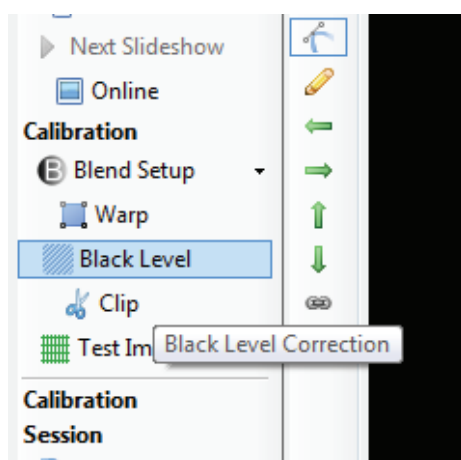 Next Slideshow
Online
Calibration
B Blend Setup
Warp
Black Level
Clip
Test Im
Black Level Correction
Calibration
Session